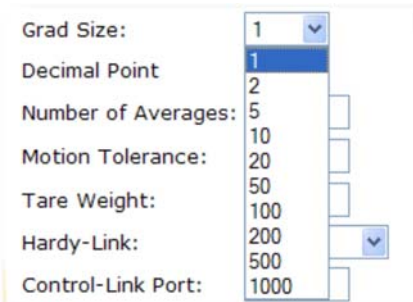 Grad Size: 1
1
Decimal Point
2
Number of Averages: 5
10
Motion Tolerance:
20
50
Tare Weight:
100
Hardy-Link:
200
500
Control-Link Port:
1000